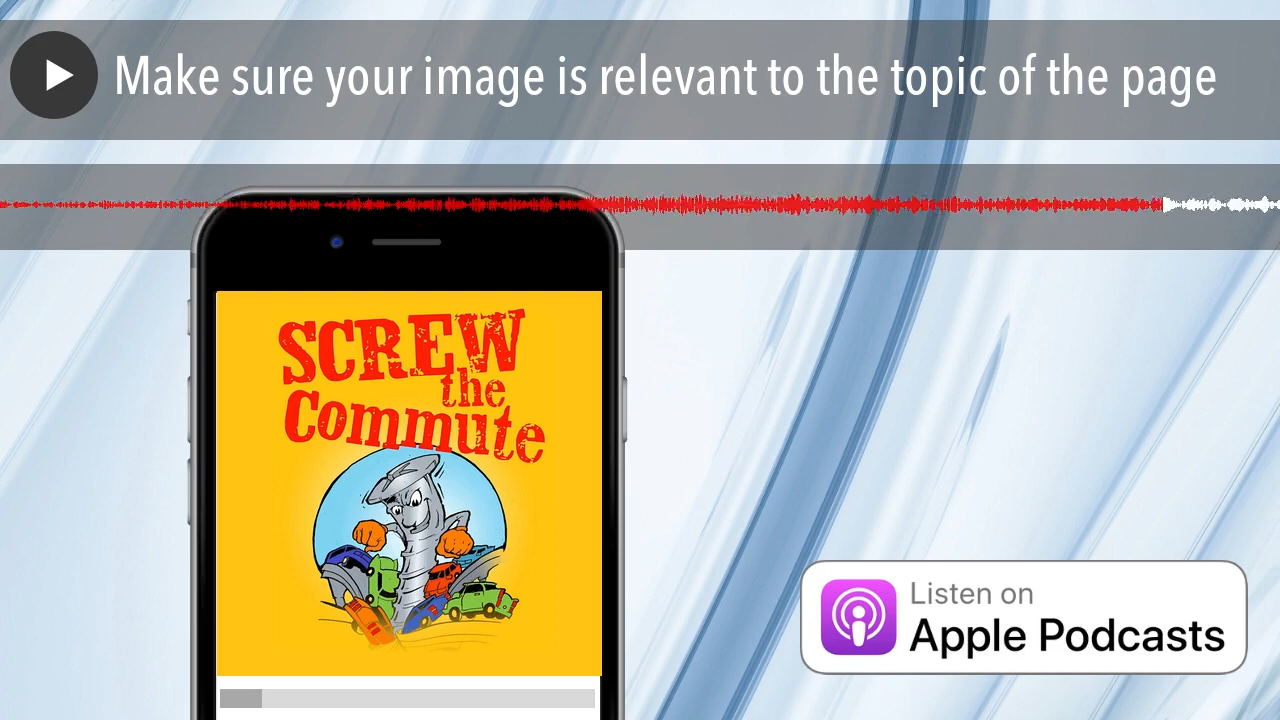 Make sure your image is relevant to the topic of the page
SCREW
the
Commute
Listen on
Apple Podcasts